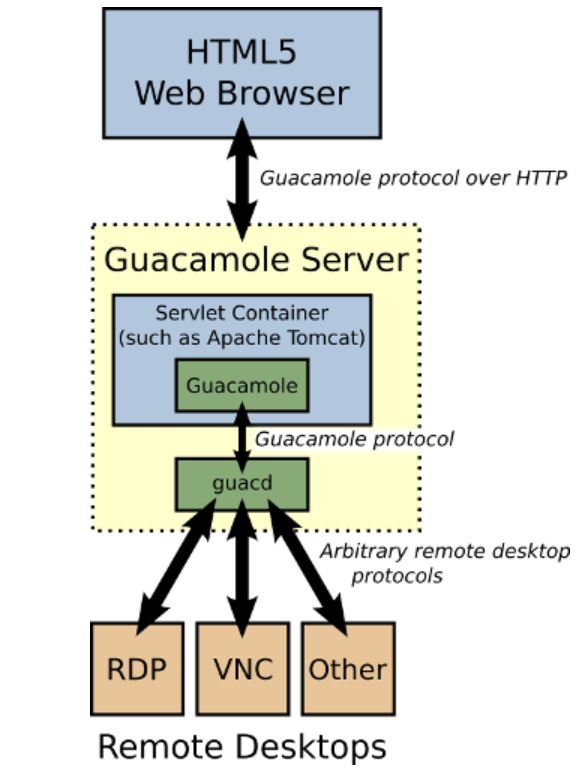 HTML5
Web Browser
Guacamole protocol over HTTP
Guacamole Server
Servlet Container
(such as Apache Tomcat)
Guacamole
Guacamole protocol
guacd
Arbitrary remote desktop
protocols
RDP
VNC
Other
Remote Desktops